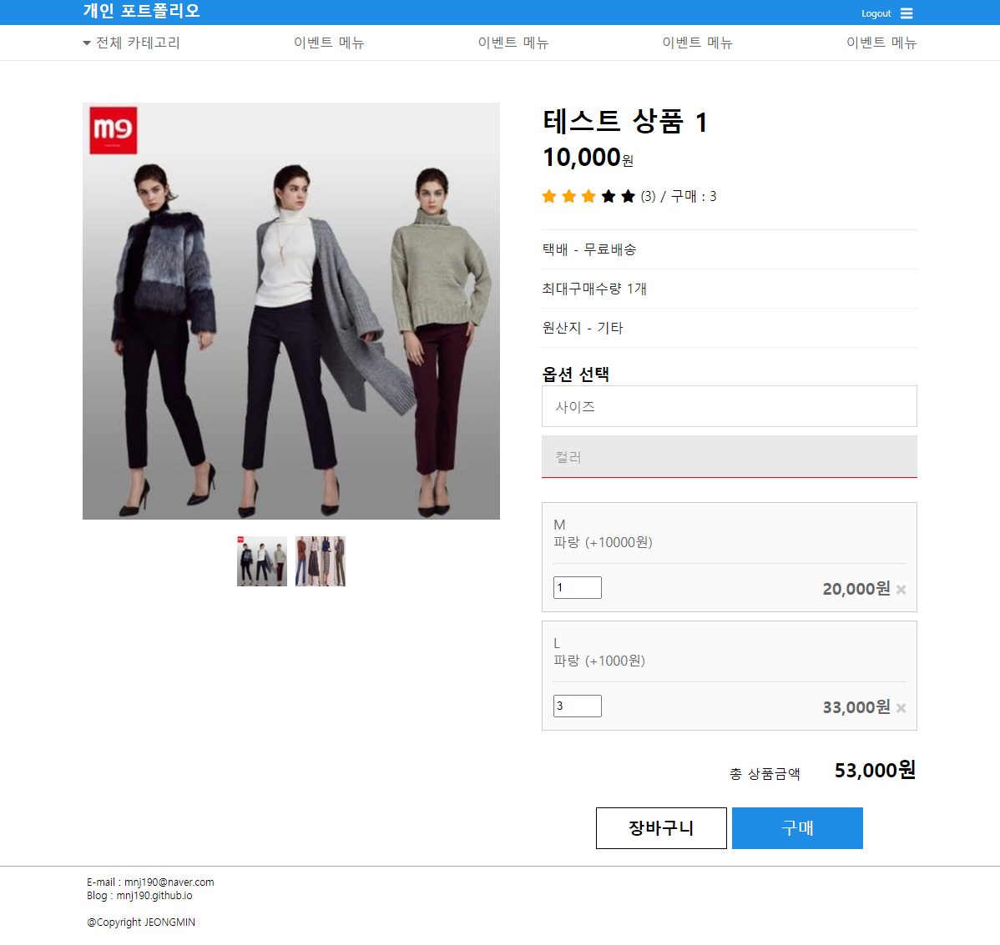 개인 포트폴리오
Logout
전체 카테고리
이벤트 메뉴
이벤트 메뉴
이벤트 메뉴
이벤트 메뉴
m9
테스트 상품 1
10,000원
(3) / 구매 : 3
택배 - 무료배송
최대구매수량 1개
원산지 - 기타
옵션 선택
사이즈
컬러
M
파랑 (+10000원)
1
20,000원
L
파랑 (+1000원)
3
33,000원
총 상품금액
53,000원
장바구니
구매
E-mail : mnj190@naver.com
Blog : mnj190.github.io
@Copyright JEONGMIN